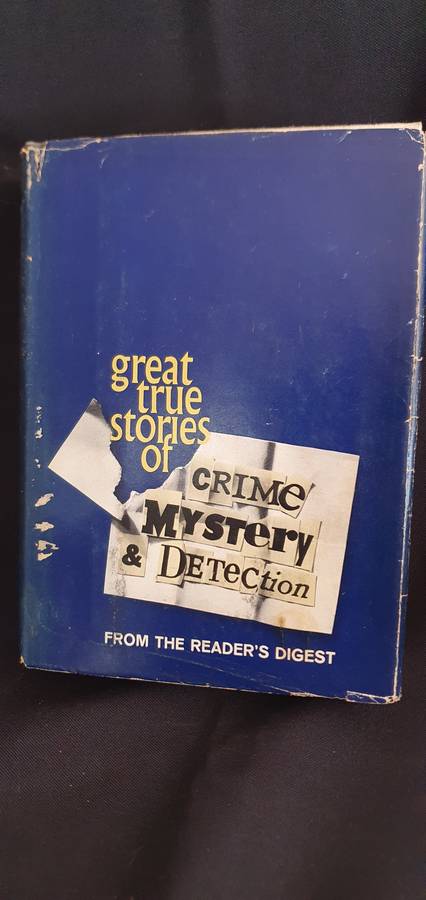 great
true
stories
of
CRIMe
MYSTERy
& DETECtion
FROM THE READER'S DIGEST